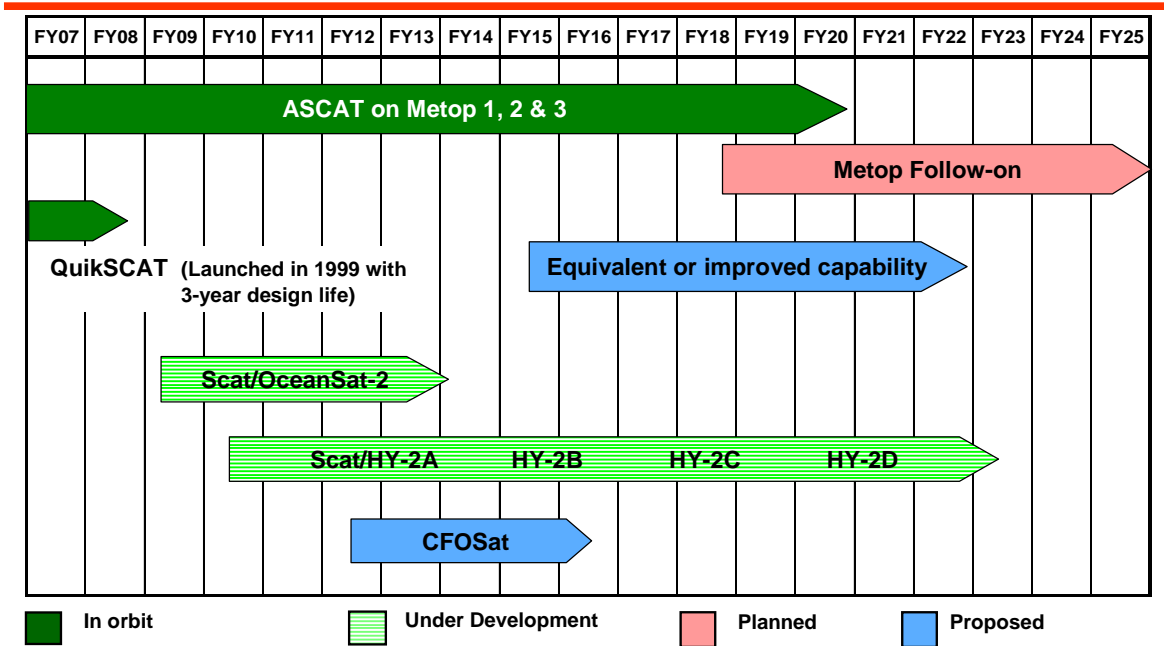 FY07 FY08 FY09 FY10 FY11 FY12 FY13 FY14 FY15 FY16 FY17 FY18 FY19 FY20 FY21 FY22 FY23 FY24 FY25
ASCAT on Metop 1, 2 & 3
Metop Follow-on
QuikSCAT (Launched in 1999 with
3-year design life)
Equivalent or improved capability
Scat/OceanSat-2
Scat/HY-2A HY-2B HY-2C HY-2D
CFOSat
In orbit Under Development Planned Proposed